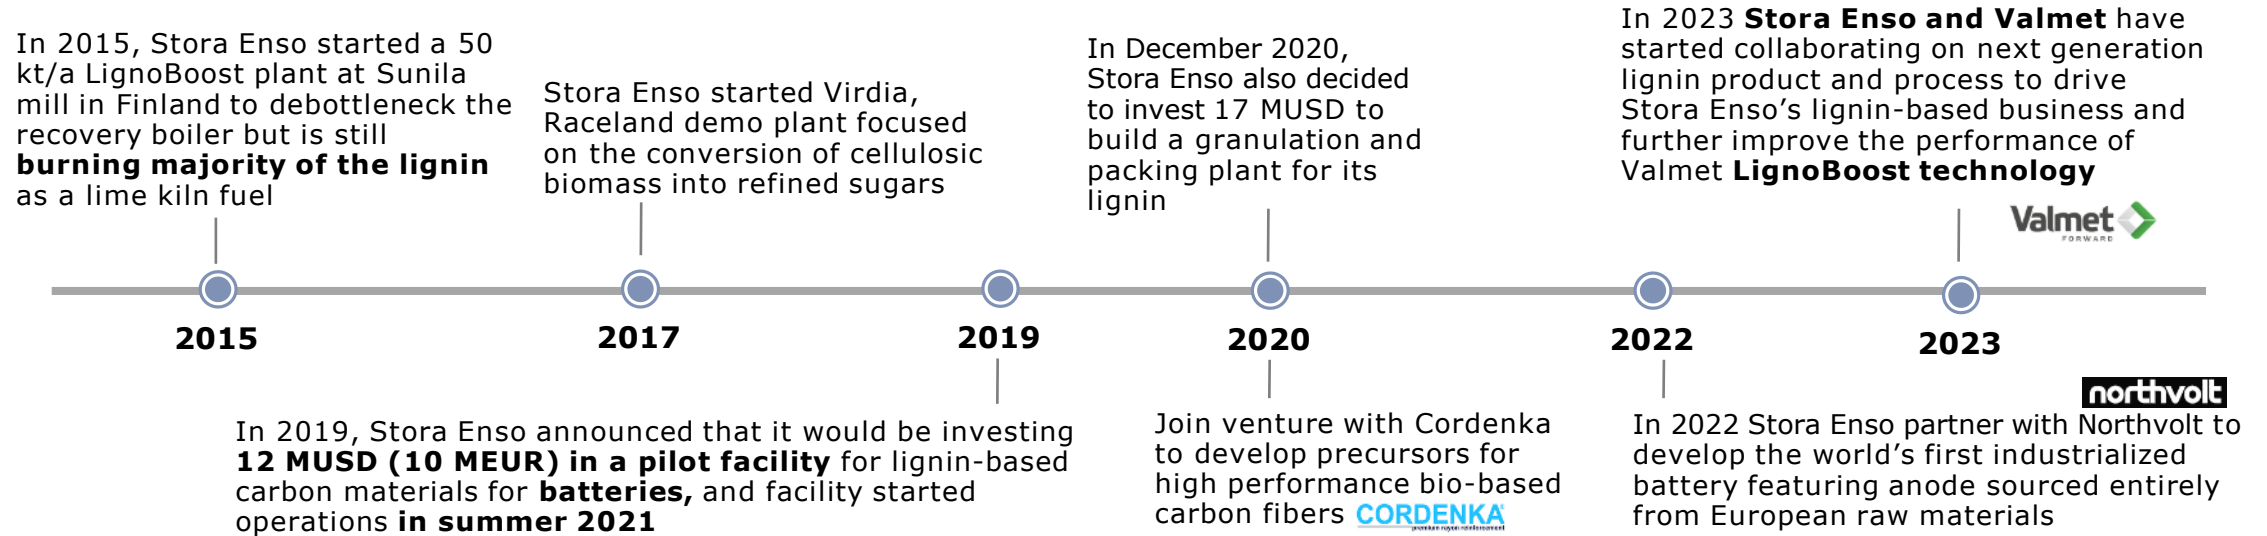 In 2015, Stora Enso started a 50
kt/a LignoBoost plant at Sunila
mill in Finland to debottleneck the
recovery boiler but is still
burning majority of the lignin
as a lime kiln fuel
Stora Enso started Virdia,
Raceland demo plant focused
on the conversion of cellulosic
biomass into refined sugars
In December 2020,
Stora Enso also decided
to invest 17 MUSD to
build a granulation and
packing plant for its
lignin
In 2023 Stora Enso and Valmet have
started collaborating on next generation
lignin product and process to drive
Stora Enso’s lignin-based business and
further improve the performance of
Valmet LignoBoost technology
Valmet
FORWARD
2015
2017
2019
2020
2022
2023
In 2019, Stora Enso announced that it would be investing
12 MUSD (10 MEUR) in a pilot facility for lignin-based
carbon materials for batteries, and facility started
operations in summer 2021
Join venture with Cordenka
to develop precursors for
high performance bio-based
carbon fibers CORDENKA
premium rayon reinforcement
northvolt
In 2022 Stora Enso partner with Northvolt to
develop the world’s first industrialized
battery featuring anode sourced entirely
from European raw materials